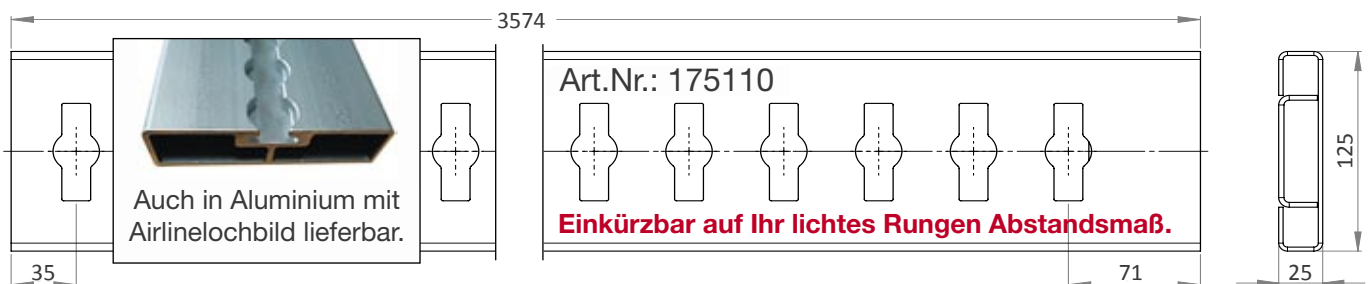 3574
Art.Nr.: 175110
Auch in Aluminium mit
Airlinelochbild lieferbar.
Einkürzbar auf Ihr lichtes Rungen Abstandsmaß.
35
71
125
25